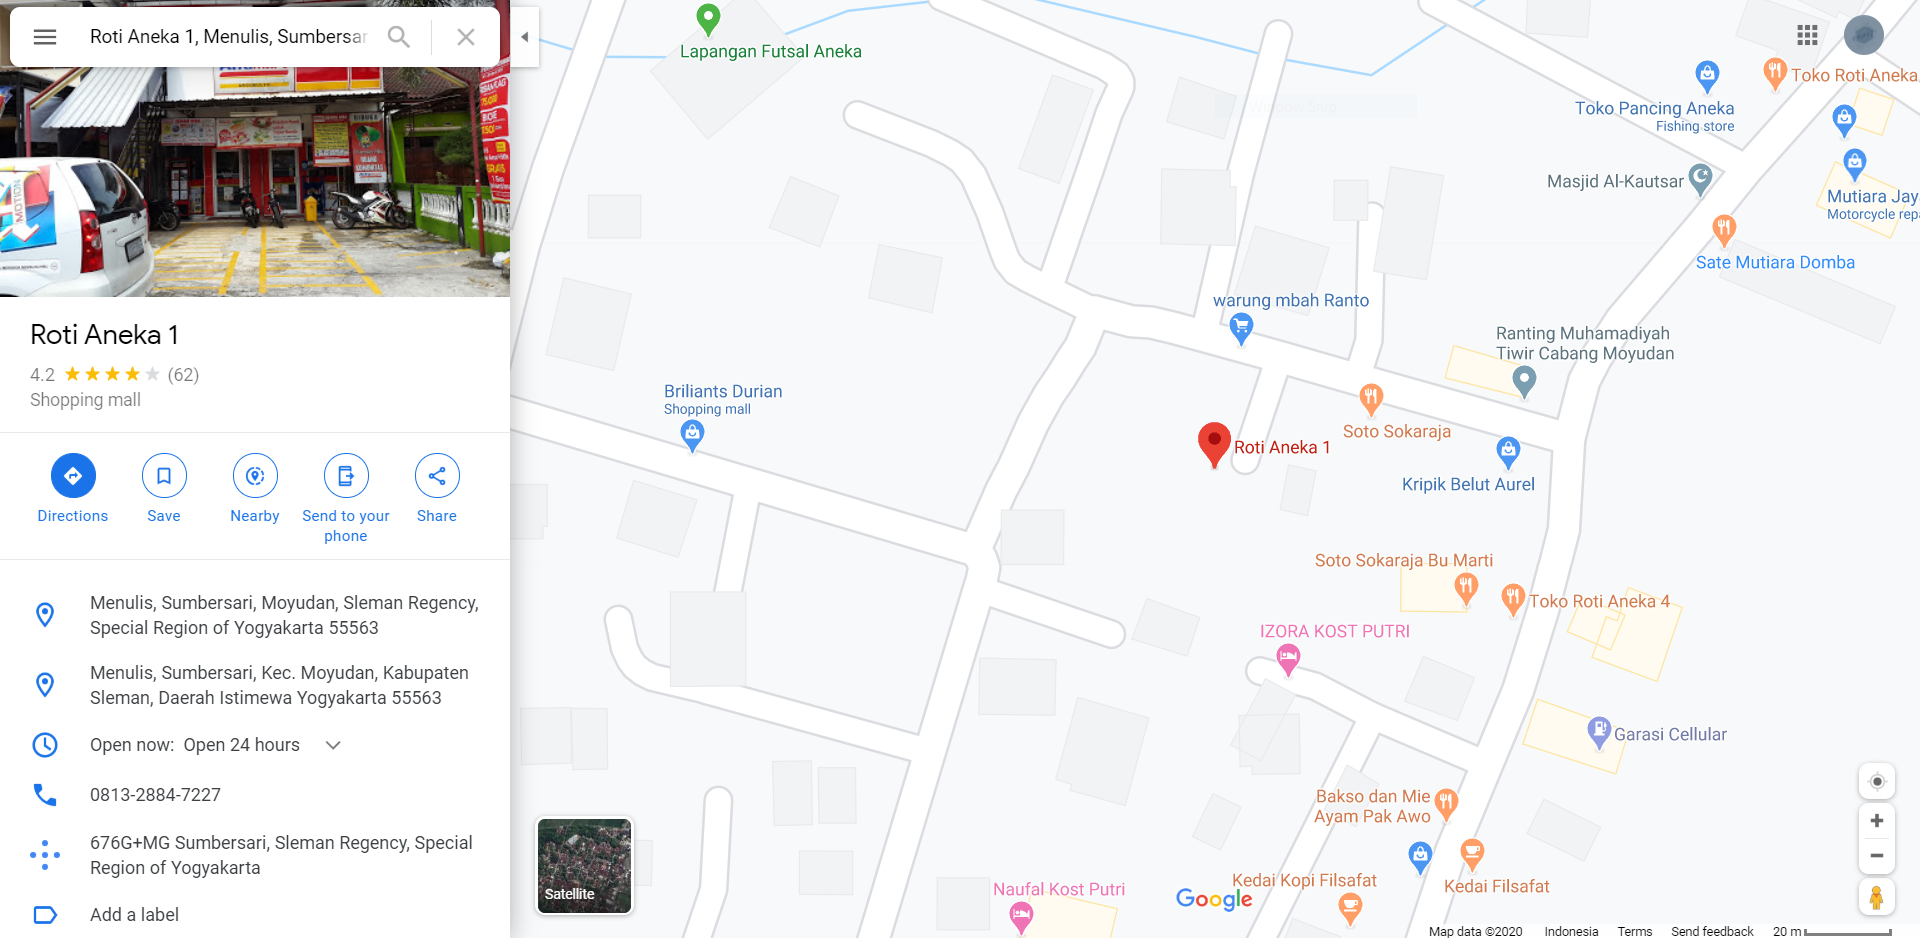 Roti Aneka 1, Menulis, Sumbersar
Roti Aneka 1
4.2
(62)
Shopping mall
Directions
Save
Nearby
Send to your
phone
Share
Menulis, Sumbersari, Moyudan, Sleman Regency,
Special Region of Yogyakarta 55563
Menulis, Sumbersari, Kec. Moyudan, Kabupaten
Sleman, Daerah Istimewa Yogyakarta 55563
Open now: Open 24 hours
0813-2884-7227
676G+MG Sumbersari, Sleman Regency, Special
Region of Yogyakarta
Add a label
Lapangan Futsal Aneka
Toko Roti Aneka
Toko Pancing Aneka
Fishing store
Masjid Al-Kautsar
Mutiara Jay
Motorcycle repa
Sate Mutiara Domba
warung mbah Ranto
Ranting Muhamadiyah
Tiwir Cabang Moyudan
Briliants Durian
Shopping mall
Soto Sokaraja
Roti Aneka 1
Kripik Belut Aurel
Soto Sokaraja Bu Marti
Toko Roti Aneka 4
IZORA KOST PUTRI
Garasi Cellular
Bakso dan Mie
Ayam Pak Awo
Satellite
Naufal Kost Putri
Google
Kedai Kopi Filsafat
Kedai Filsafat
Map data ©2020
Indonesia
Terms
Send feedback
20 m